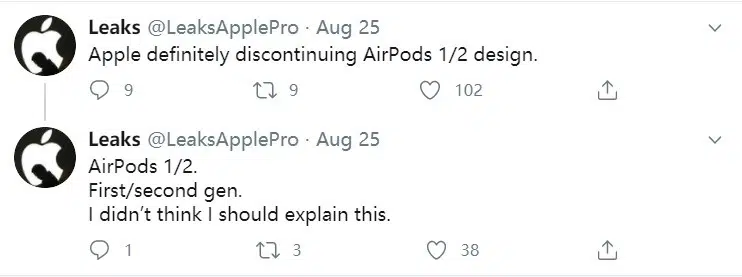 Leaks @LeaksApplePro · Aug 25
Apple definitely discontinuing AirPods 1/2 design.
9 9 102
Leaks @LeaksApplePro · Aug 25
AirPods 1/2.
First/second gen.
I didn’t think I should explain this.
1 3 38